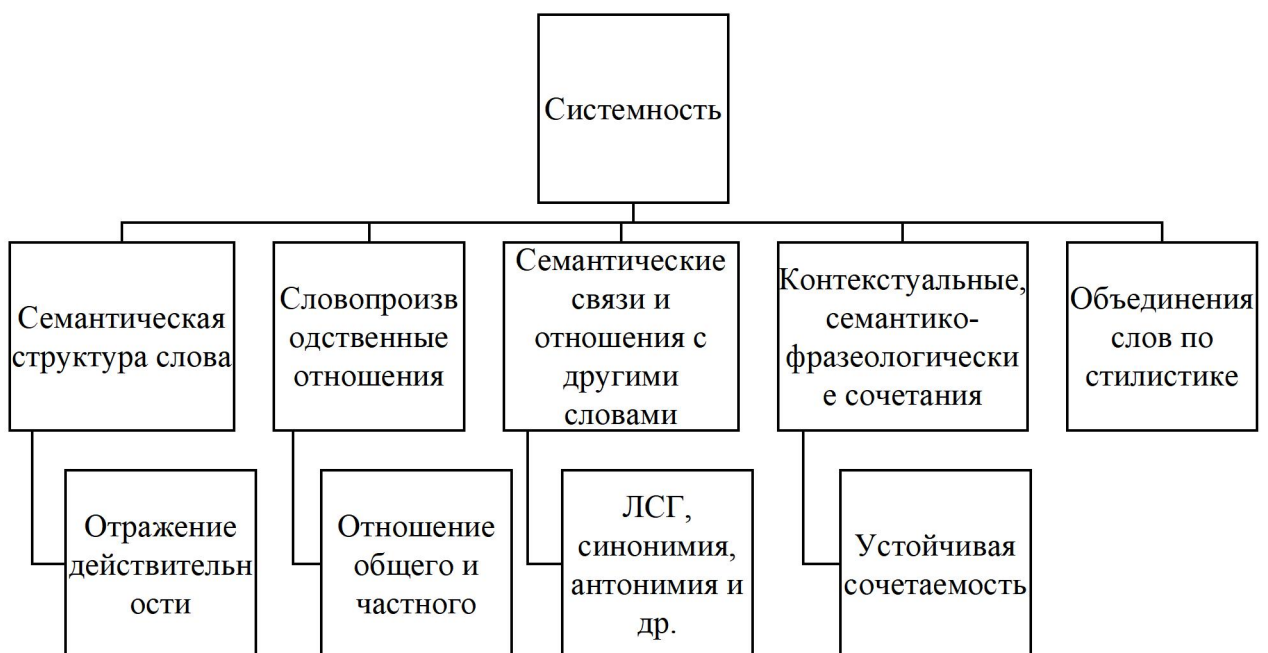 Системность
Семантическая
структура слова
Словопроизв
одственные
отношения
Семантические
связи и
отношения с
другими
словами
Контекстуальные,
семантико-
фразеологически
е сочетания
Объединения
слов по
стилистике
Отражение
действительн
ости
Отношение
общего и
частного
ЛСГ,
синонимия,
антонимия и
др.
Устойчивая
сочетаемость